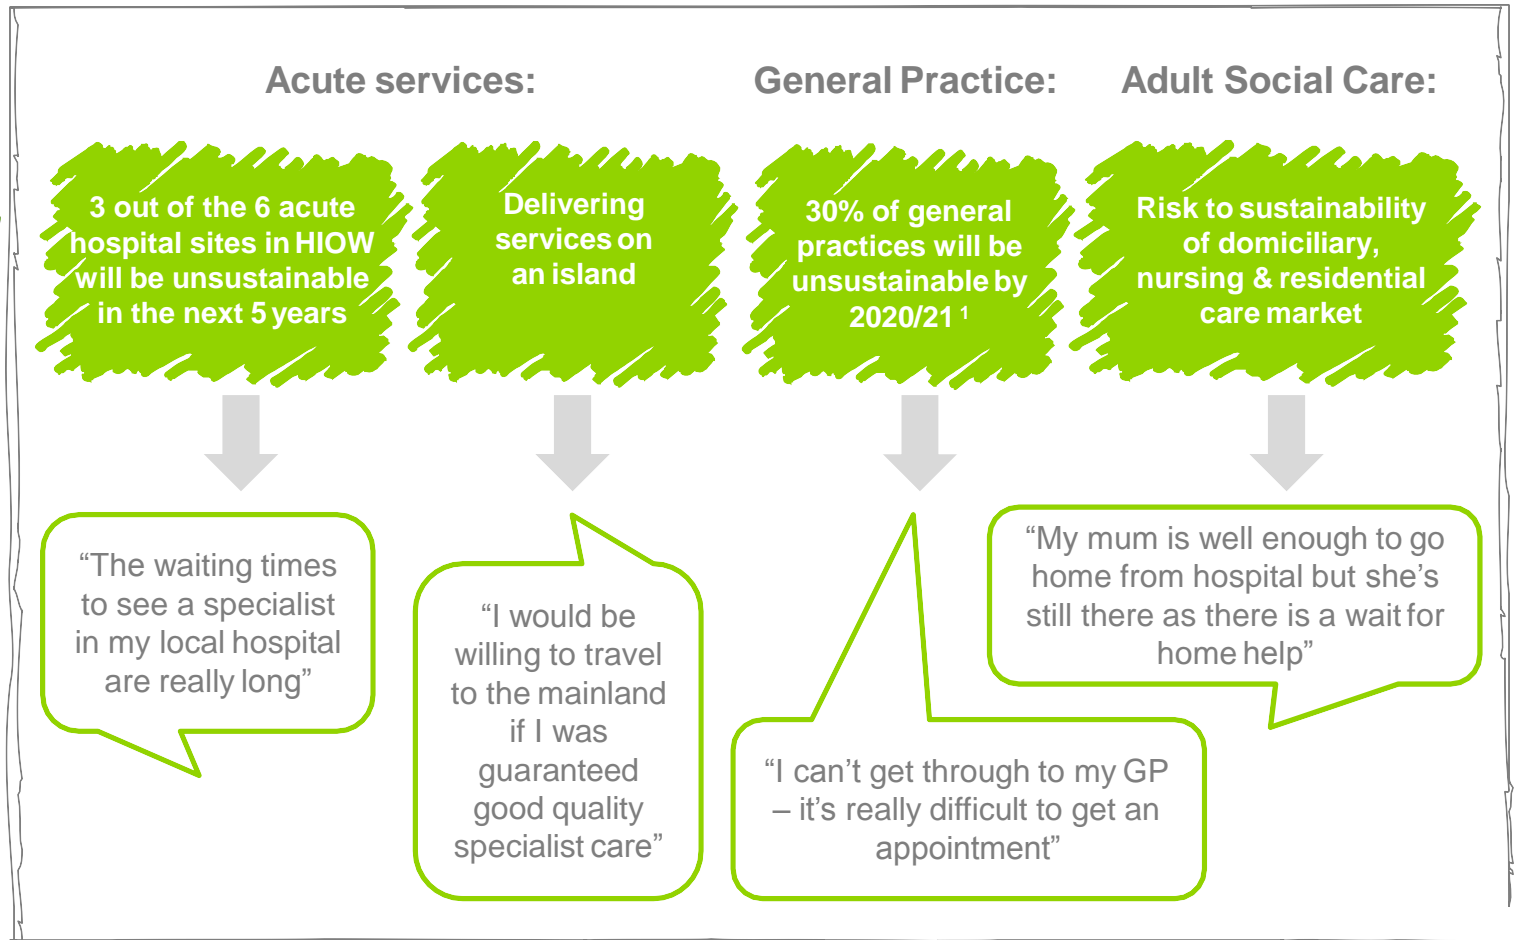 Acute services:
General Practice:
Adult Social Care:
3 out of the 6 acute
hospital sites in HIOW
will be unsustainable
in the next 5 years
Delivering
services on
an island
30% of general
practices will be
unsustainable by
2020/21 1
Risk to sustainability
of domiciliary,
nursing & residential
care market
“The waiting times
to see a specialist
in my local hospital
are really long”
“I would be
willing to travel
to the mainland
if I was
guaranteed
good quality
specialist care”
“I can’t get through to my GP
– it’s really difficult to get an
appointment”
“My mum is well enough to go
home from hospital but she’s
still there as there is a wait for
home help”